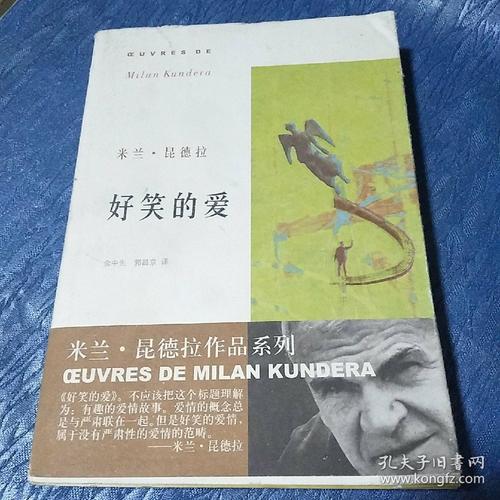 ŒUVRES DE
Milan Kundera
米兰·昆德拉
好笑的爱
余中先 郭昌京 译
米兰·昆德拉作品系列
ŒUVRES DE MILAN KUNDERA
《好笑的爱》。不应该把这个标题理解
为：有趣的爱情故事。爱情的概念总
是与严肃联在一起。但是好笑的爱情，
属于没有严肃性的爱情的范畴。
——米兰·昆德拉
孔夫子旧书网
www.kongfz.com